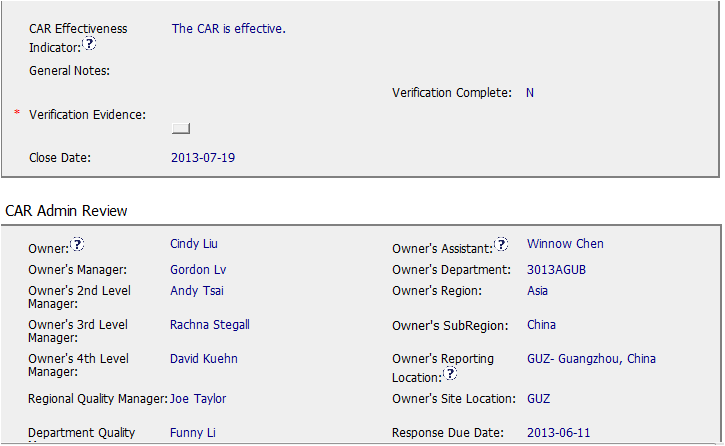 CAR Effectiveness The CAR is effective.
Indicator:?
General Notes:
Verification Complete: N
* Verification Evidence:
Close Date: 2013-07-19
CAR Admin Review
Owner:? Cindy Liu Owner's Assistant:? Winnow Chen
Owner's Manager: Gordon Lv Owner's Department: 3013AGUB
Owner's 2nd Level Andy Tsai Owner's Region: Asia
Manager:
Owner's 3rd Level Rachna Stegall Owner's SubRegion: China
Manager:
Owner's 4th Level David Kuehn Owner's Reporting GUZ- Guangzhou, China
Manager: Location:?
Regional Quality Manager: Joe Taylor Owner's Site Location: GUZ
Department Quality Funny Li Response Due Date: 2013-06-11